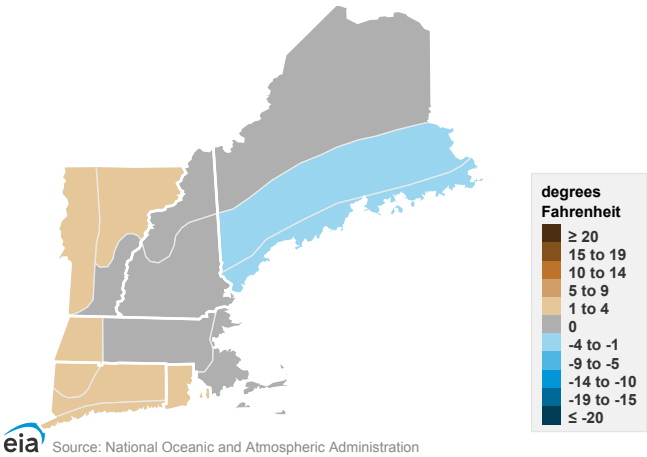 degrees
Fahrenheit
≥ 20
15 to 19
10 to 14
5 to 9
1 to 4
0
-4 to -1
-9 to -5
-14 to -10
-19 to -15
≤ -20
eia
Source: National Oceanic and Atmospheric Administration